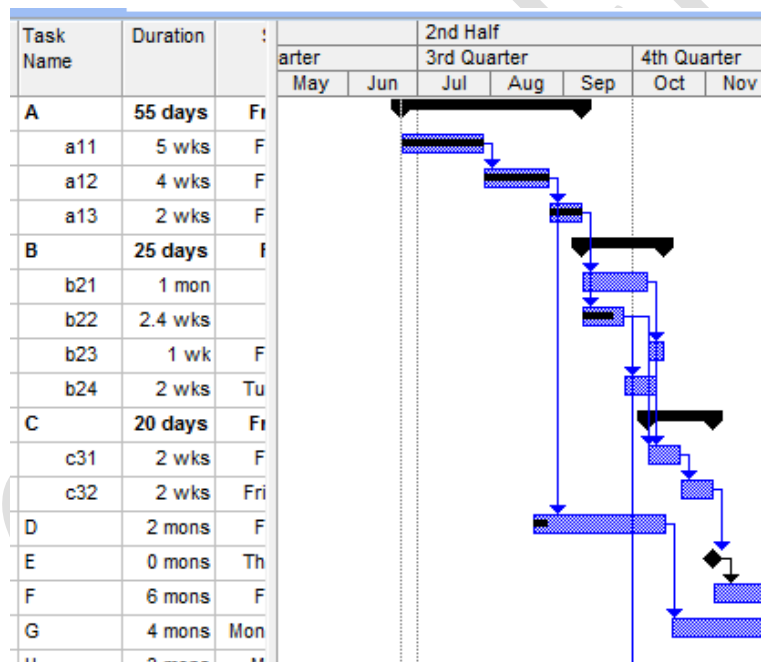 Task Name Duration S 2nd Half
arter 3rd Quarter 4th Quarter
May Jun Jul Aug Sep Oct Nov
A 55 days Fr
a11 5 wks F
a12 4 wks F
a13 2 wks F
B 25 days F
b21 1 mon
b22 2.4 wks
b23 1 wk F
b24 2 wks Tu
C 20 days Fr
c31 2 wks F
c32 2 wks Fri
D 2 mons F
E 0 mons Th
F 6 mons F
G 4 mons Mon